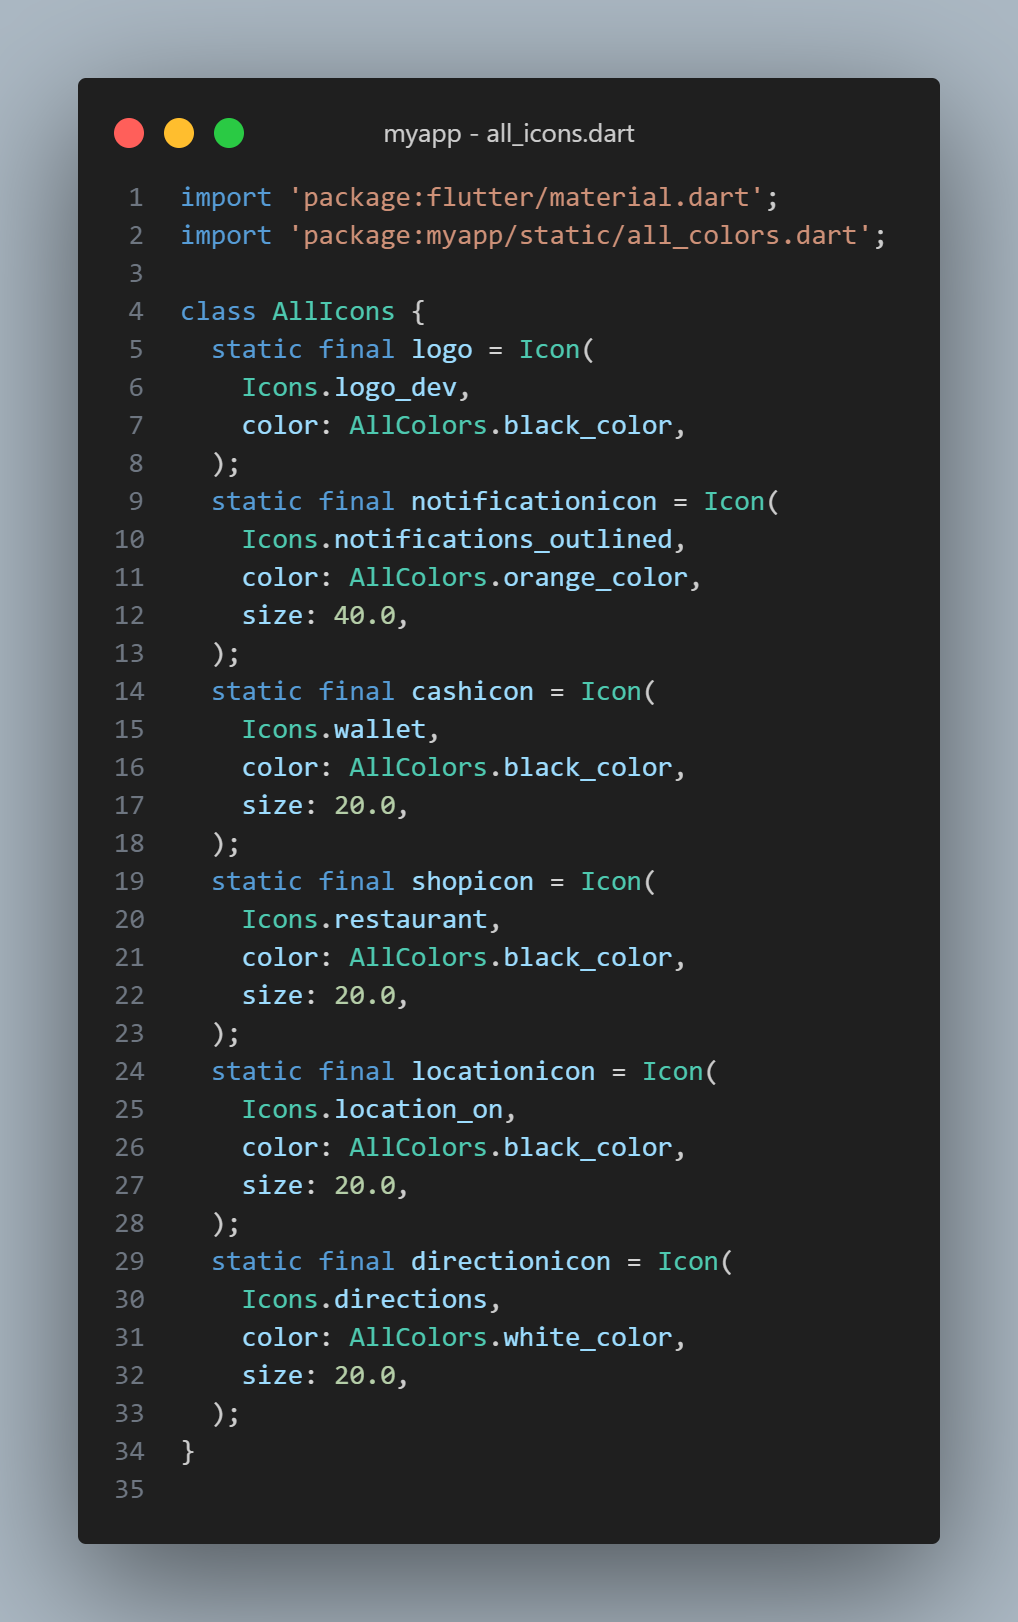 myapp - all_icons.dart
1 import 'package:flutter/material.dart';
2 import 'package:myapp/static/all_colors.dart';
3
4 class AllIcons {
5   static final logo = Icon(
6     Icons.logo_dev,
7     color: AllColors.black_color,
8   );
9   static final notificationicon = Icon(
10     Icons.notifications_outlined,
11     color: AllColors.orange_color,
12     size: 40.0,
13   );
14   static final cashicon = Icon(
15     Icons.wallet,
16     color: AllColors.black_color,
17     size: 20.0,
18   );
19   static final shopicon = Icon(
20     Icons.restaurant,
21     color: AllColors.black_color,
22     size: 20.0,
23   );
24   static final locationicon = Icon(
25     Icons.location_on,
26     color: AllColors.black_color,
27     size: 20.0,
28   );
29   static final directionicon = Icon(
30     Icons.directions,
31     color: AllColors.white_color,
32     size: 20.0,
33   );
34 }
35